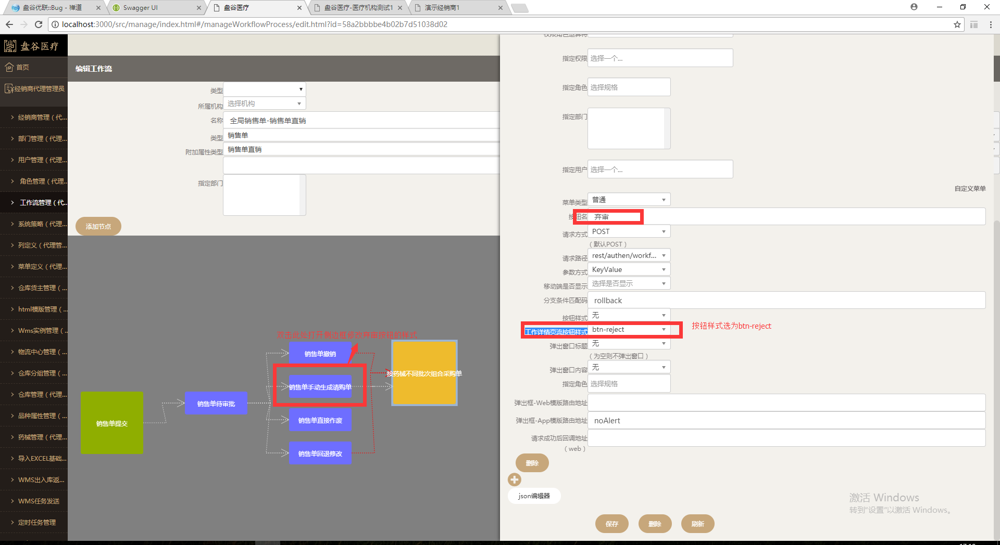 盘谷优联::Bug - 禅道
Swagger UI
盘谷医疗
盘谷医疗-医疗机构测试1
演示经销商1
localhost:3000/src/manage/index.html#/manageWorkflowProcess/edit.html?id=58a2bbbbe4b02b7d51038d02
盘谷医疗
首页
经销商代理管理员
经销商管理（代...
部门管理（代理...
用户管理（代理...
角色管理（代理...
工作流管理（代...
系统策略（代理...
列定义（代理管...
菜单定义（代理...
仓库货主管理（...
html模版管理（...
Wms实例管理（...
物流中心管理（...
仓库分组管理（...
仓库管理（代理...
品种属性管理（...
药械管理（代理...
导入EXCEL基础...
WMS出入库返...
WMS任务发送
定时任务管理
编辑工作流
类型
所属机构 选择机构
名称 全局销售单-销售单直销
类型 销售单
附加属性类型 销售单直销
指定部门
添加节点
双击此处打开侧边框修改弃审按钮的样式
销售单提交
销售单待审批
销售单撤销
销售单手动生成请购单
销售单直接作废
销售单回退修改
按药械不同批次组合采购单
指定权限 选择一个...
指定角色 选择规格
指定部门
指定用户 选择一个...
自定义菜单
菜单类型 普通
按钮名 弃审
请求方式 POST
（默认POST）
请求路径 rest/authen/workf...
参数方式 KeyValue
移动端是否显示 选择是否显示
分支条件匹配码 rollback
按钮样式 无
工作详情页流按钮样式 btn-reject
按钮样式选为btn-reject
弹出窗口标题 无
（为空则不弹出窗口）
弹出窗口内容 无
指定角色 选择规格
弹出框-Web模版路由地址
弹出框-App模版路由地址 noAlert
请求成功后回调地址
（web）
删除
json编辑器
保存
删除
刷新
激活 Windows
转到“设置”以激活 Windows。